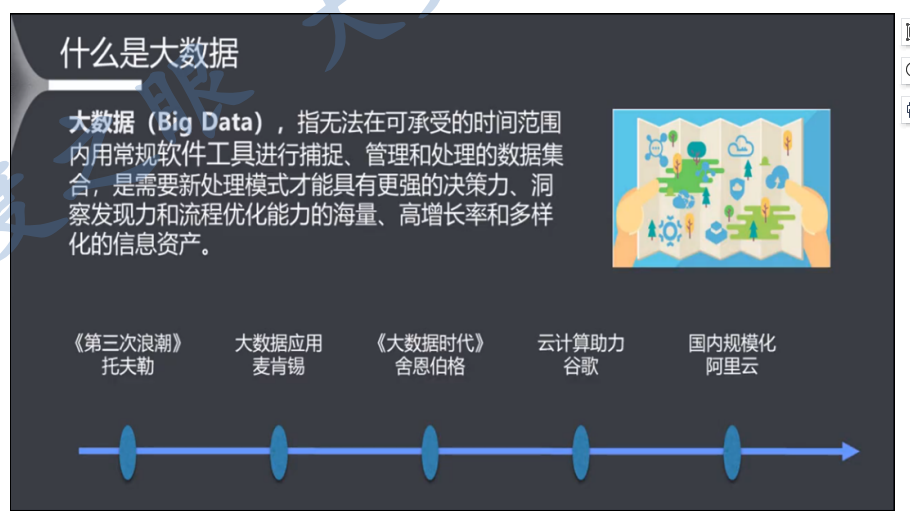 什么是大数据
大数据（Big Data），指无法在可承受的时间范围
内用常规软件工具进行捕捉、管理和处理的数据集
合，是需要新处理模式才能具有更强的决策力、洞
察发现力和流程优化能力的海量、高增长率和多样
化的信息资产。
《第三次浪潮》
托夫勒
大数据应用
麦肯锡
《大数据时代》
舍恩伯格
云计算助力
谷歌
国内规模化
阿里云